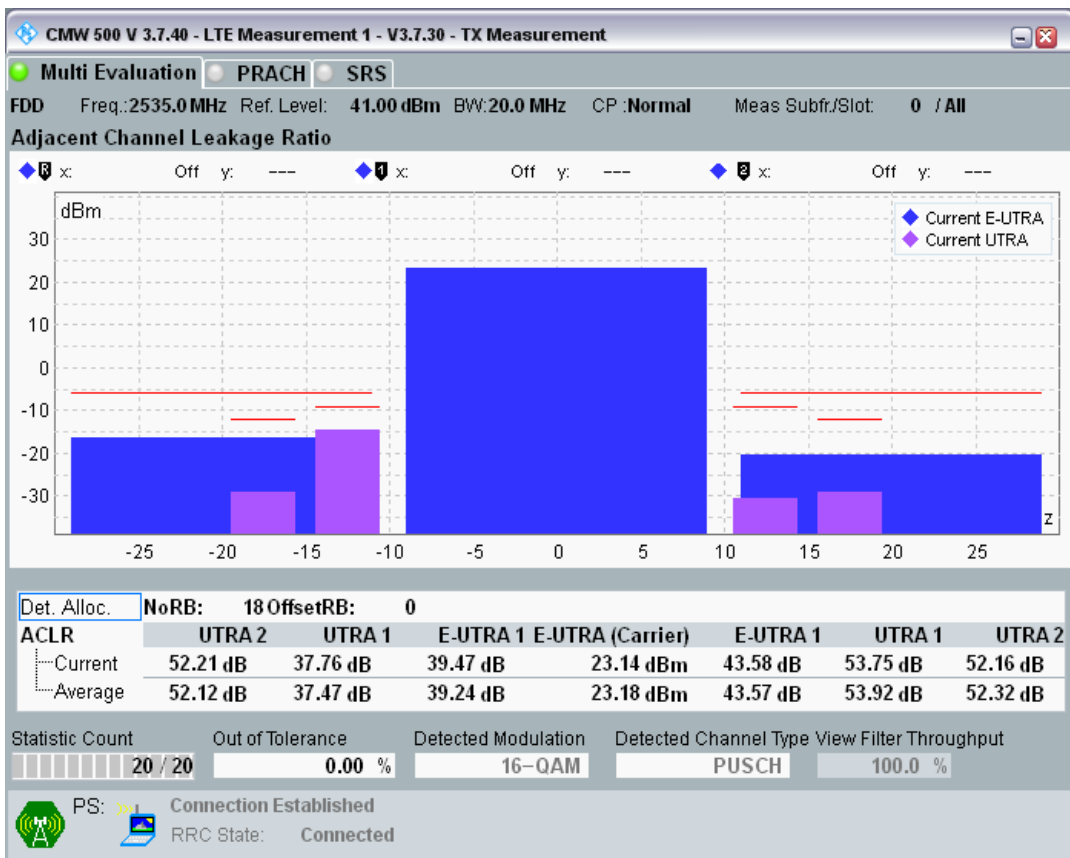 CMW 500 V 3.7.40 - LTE Measurement 1 - V3.7.30 - TX Measurement
Multi Evaluation PRACH SRS
FDD Freq.:2535.0 MHz Ref. Level: 41.00 dBm BW:20.0 MHz CP :Normal Meas Subfr./Slot: 0 / All
Adjacent Channel Leakage Ratio
R x: Off y: --- 1 x: Off y: --- 2 x: Off y: ---
dBm
Current E-UTRA
Current UTRA
30
20
10
0
-10
-20
-30
z
-25 -20 -15 -10 -5 0 5 10 15 20 25
Det. Alloc. NoRB: 18 OffsetRB: 0
ACLR UTRA 2 UTRA 1 E-UTRA 1 E-UTRA (Carrier) E-UTRA 1 UTRA 1 UTRA 2
Current 52.21 dB 37.76 dB 39.47 dB 23.14 dBm 43.58 dB 53.75 dB 52.16 dB
Average 52.12 dB 37.47 dB 39.24 dB 23.18 dBm 43.57 dB 53.92 dB 52.32 dB
Statistic Count Out of Tolerance Detected Modulation Detected Channel Type View Filter Throughput
20 / 20 0.00 % 16-QAM PUSCH 100.0 %
PS: Connection Established
RRC State: Connected